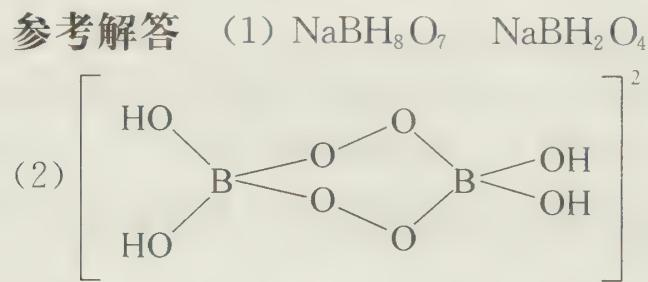 参考解答 (1) NaBH₈O₇ NaBH₂O₄
(2) [ ]²
HO O
O OH
B B
O OH
HO O